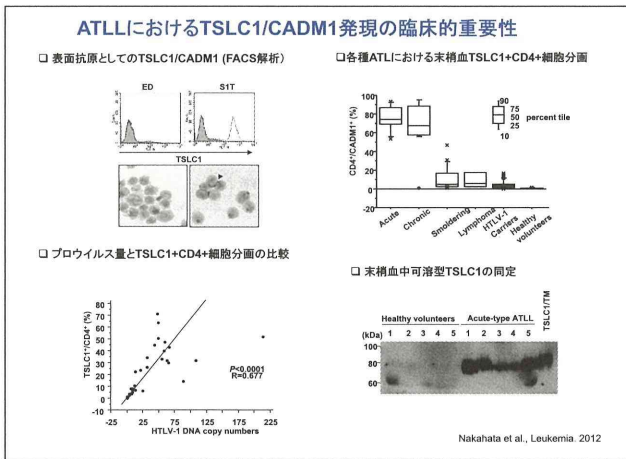 ATLLにおけるTSLC1/CADM1発現の臨床的重要性
□ 表面抗原としてのTSLC1/CADM1 (FACS解析)
ED
S1T
TSLC1
□各種ATLにおける末梢血TSLC1+CD4+細胞分画
CD4+/CADM1+ (%)
100
80
60
40
20
0
-20
90
75
50
25
10
percent tile
Acute
Chronic
Smoldering
Lymphoma
HTLV-1 Carriers
Healthy volunteers
□ プロウイルス量とTSLC1+CD4+細胞分画の比較
TSLC1+/CD4+ (%)
80
70
60
50
40
30
20
10
0
-10
P<0.0001
R=0.677
-25 25 75 125 175 225
HTLV-1 DNA copy numbers
□ 末梢血中可溶型TSLC1の同定
Healthy volunteers Acute-type ATLL TSLC1/TM
(kDa) 1 2 3 4 5 1 2 3 4 5
100
80
60
Nakahata et al., Leukemia. 2012